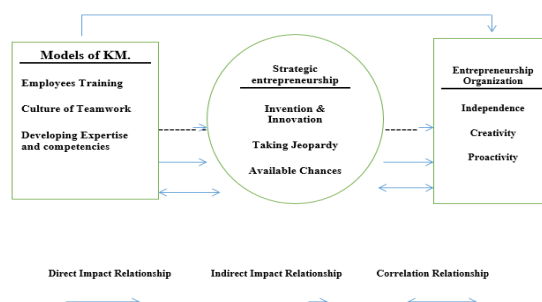 Models of KM.
Employees Training
Culture of Teamwork
Developing Expertise
and competencies
Strategic
entrepreneurship
Invention &
Innovation
Taking Jeopardy
Available Chances
Entrepreneurship
Organization
Independence
Creativity
Proactivity
Direct Impact Relationship
Indirect Impact Relationship
Correlation Relationship